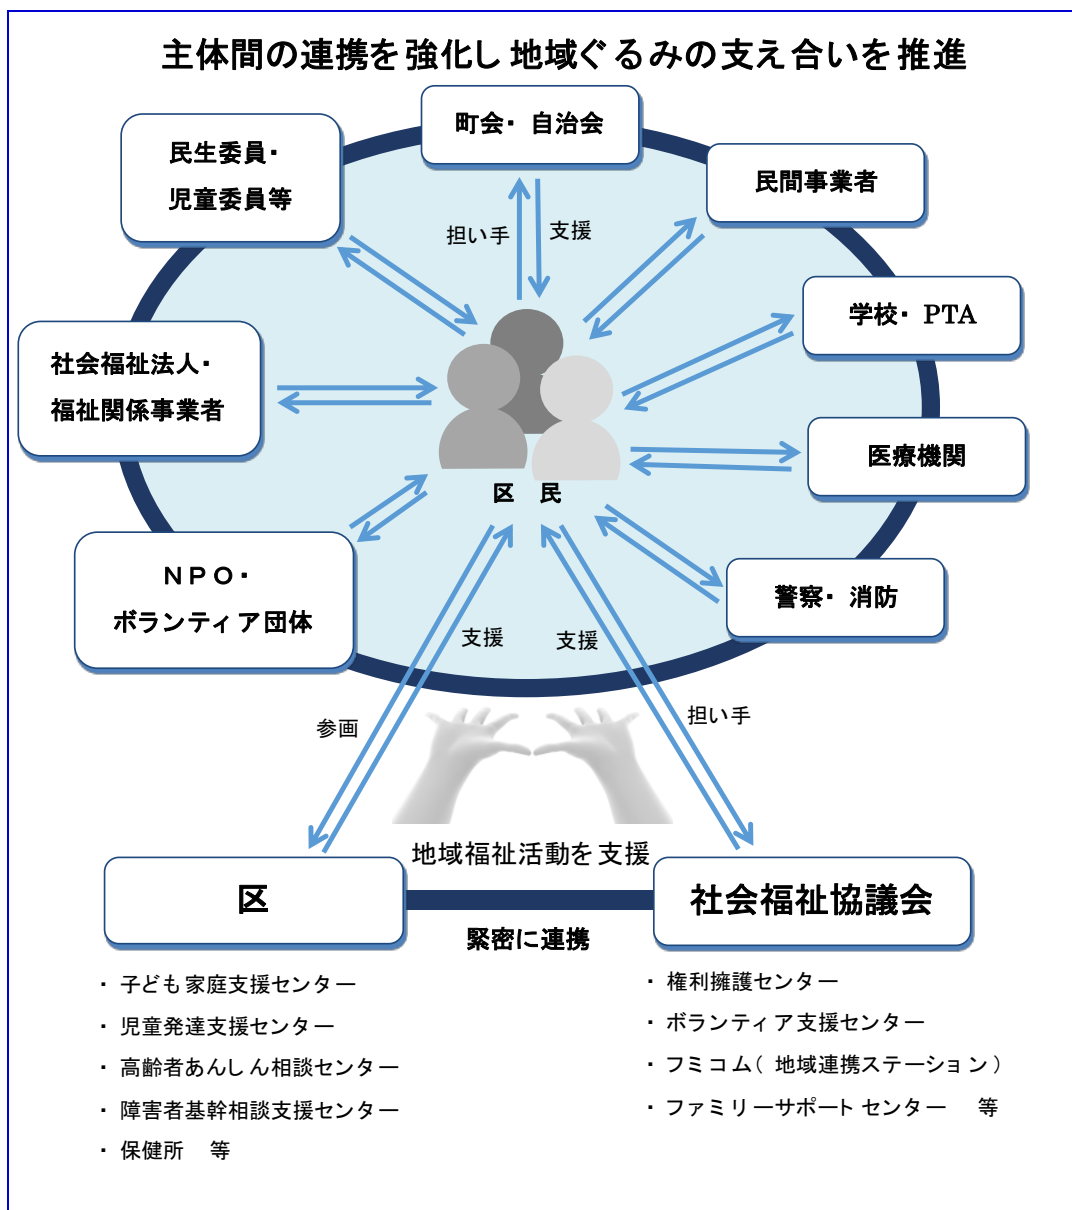 主体間の連携を強化し地域ぐるみの支え合いを推進
町会・自治会
民生委員・
児童委員等
民間事業者
担い手
支援
学校・PTA
社会福祉法人・
福祉関係事業者
医療機関
区民
NPO・
ボランティア団体
警察・消防
支援
支援
参画
担い手
地域福祉活動を支援
区
社会福祉協議会
緊密に連携
・子ども家庭支援センター
・児童発達支援センター
・高齢者あんしん相談センター
・障害者基幹相談支援センター
・保健所 等
・権利擁護センター
・ボランティア支援センター
・フミコム(地域連携ステーション)
・ファミリーサポートセンター 等